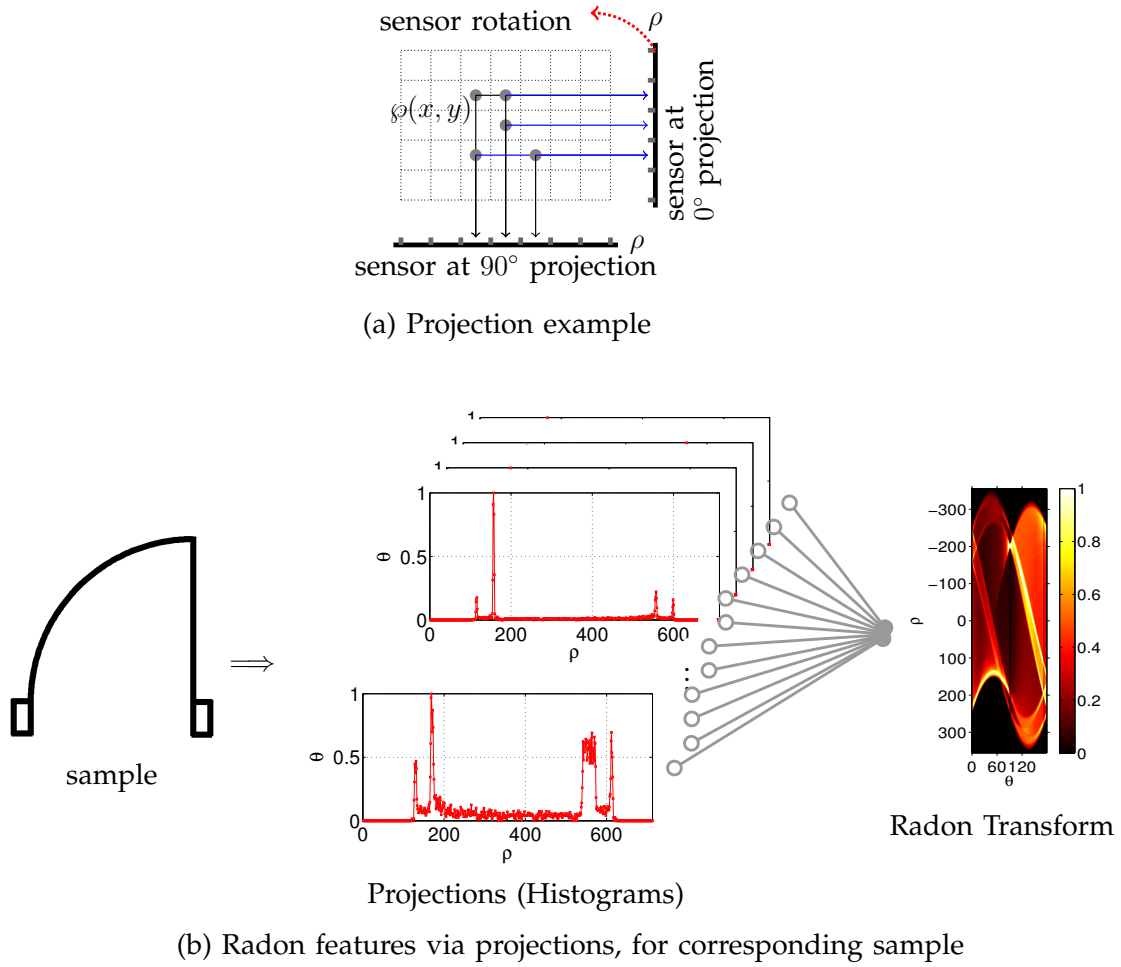 sensor rotation
ρ
℘(x, y)
sensor at
0° projection
ρ
sensor at 90° projection
(a) Projection example
1
1
1
1
0.5
0
θ
0 200 400 600
ρ
1
0.5
0
θ
0 200 400 600
ρ
⋮
⟹
sample
Projections (Histograms)
−300
−200
−100
0
100
200
300
ρ
0 60 120
θ
1
0.8
0.6
0.4
0.2
0
Radon Transform
(b) Radon features via projections, for corresponding sample